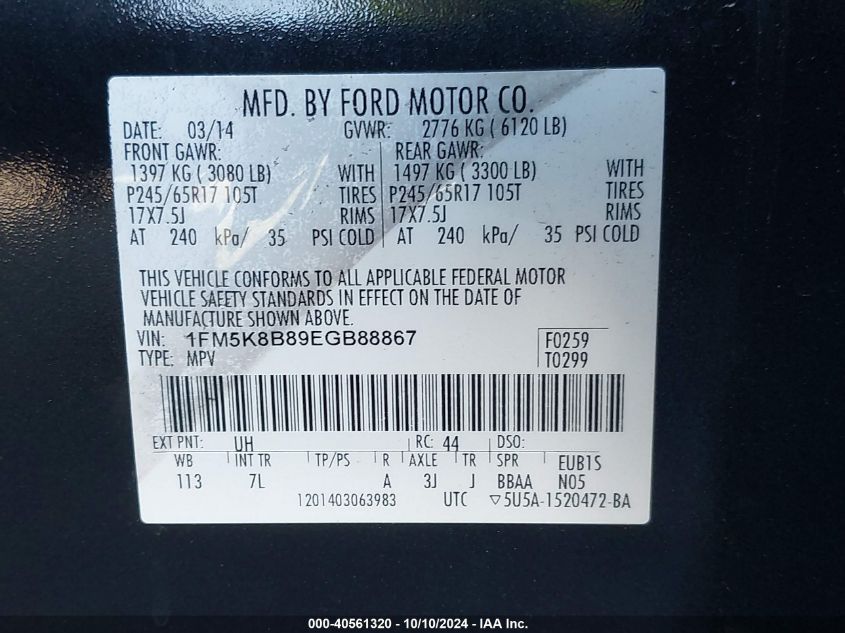 MFD. BY FORD MOTOR CO.
DATE: 03/14 GVWR: 2776 KG ( 6120 LB)
FRONT GAWR: REAR GAWR:
1397 KG ( 3080 LB) WITH 1497 KG ( 3300 LB) WITH
P245/65R17 105T TIRES P245/65R17 105T TIRES
17X7.5J RIMS 17X7.5J RIMS
AT 240 kPa/ 35 PSI COLD AT 240 kPa/ 35 PSI COLD
THIS VEHICLE CONFORMS TO ALL APPLICABLE FEDERAL MOTOR
VEHICLE SAFETY STANDARDS IN EFFECT ON THE DATE OF
MANUFACTURE SHOWN ABOVE.
VIN: 1FM5K8B89EGB88867 F0259
TYPE: MPV T0299
EXT PNT: UH RC: 44 DSO:
WB INT TR TP/PS R AXLE TR SPR EUB1S
113 7L A 3J J BBAA N05
1201403063983 UTC ▽5U5A-1520472-BA
000-40561320 - 10/10/2024 - IAA Inc.